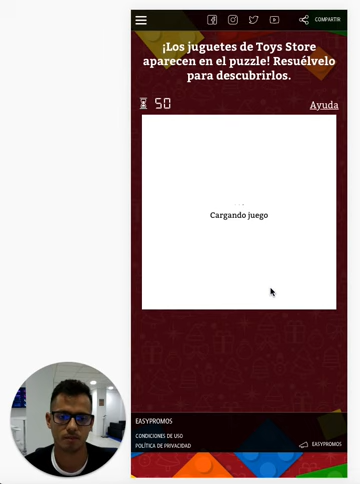 COMPARTIR
¡Los juguetes de Toys Store
aparecen en el puzzle! Resuélvelo
para descubrirlos.
50
Ayuda
Cargando juego
EASYPROMOS
CONDICIONES DE USO
POLÍTICA DE PRIVACIDAD
EASYPROMOS